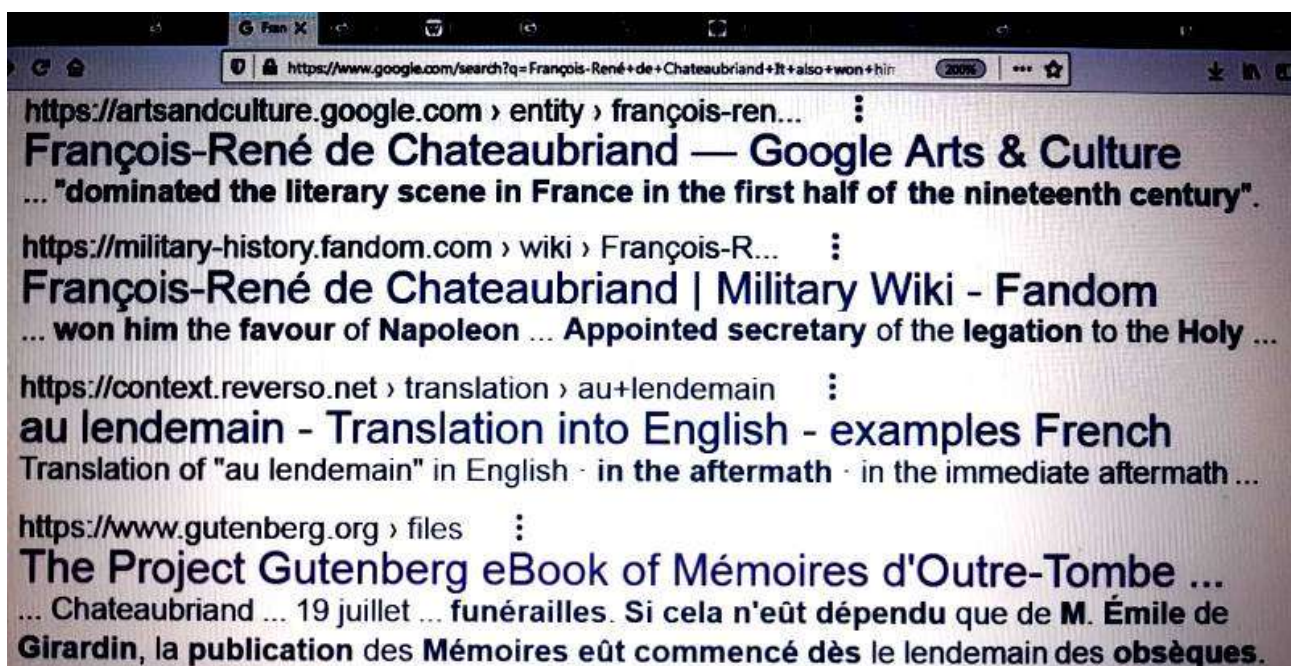 G Fran X
https://www.google.com/search?q=François-René+de+Chateaubriand+It+also+won+him 200%
https://artsandculture.google.com › entity › françois-ren...
François-René de Chateaubriand — Google Arts & Culture
... "dominated the literary scene in France in the first half of the nineteenth century".
https://military-history.fandom.com › wiki › François-R...
François-René de Chateaubriand | Military Wiki - Fandom
... won him the favour of Napoleon ... Appointed secretary of the legation to the Holy ...
https://context.reverso.net › translation › au+lendemain
au lendemain - Translation into English - examples French
Translation of "au lendemain" in English · in the aftermath · in the immediate aftermath ...
https://www.gutenberg.org › files
The Project Gutenberg eBook of Mémoires d'Outre-Tombe ...
... Chateaubriand ... 19 juillet ... funérailles. Si cela n'eût dépendu que de M. Émile de
Girardin, la publication des Mémoires eût commencé dès le lendemain des obsèques.